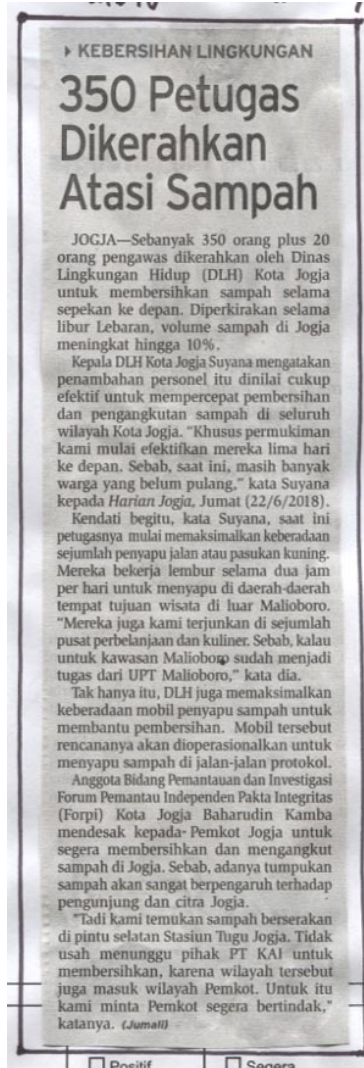 KEBERSIHAN LINGKUNGAN
350 Petugas
Dikerahkan
Atasi Sampah
JOGJA—Sebanyak 350 orang plus 20
orang pengawas dikerahkan oleh Dinas
Lingkungan Hidup (DLH) Kota Jogja
untuk membersihkan sampah selama
sepekan ke depan. Diperkirakan selama
libur Lebaran, volume sampah di Jogja
meningkat hingga 10%.
Kepala DLH Kota Jogja Suyana mengatakan
penambahan personel itu dinilai cukup
efektif untuk mempercepat pembersihan
dan pengangkutan sampah di seluruh
wilayah Kota Jogja. "Khusus permukiman
kami mulai efektifkan mereka lima hari
ke depan. Sebab, saat ini, masih banyak
warga yang belum pulang," kata Suyana
kepada Harian Jogja, Jumat (22/6/2018).
Kendati begitu, kata Suyana, saat ini
petugasnya mulai memaksimalkan keberadaan
sejumlah penyapu jalan atau pasukan kuning.
Mereka bekerja lembur selama dua jam
per hari untuk menyapu di daerah-daerah
tempat tujuan wisata di luar Malioboro.
"Mereka juga kami terjunkan di sejumlah
pusat perbelanjaan dan kuliner. Sebab, kalau
untuk kawasan Malioboro sudah menjadi
tugas dari UPT Malioboro," kata dia.
Tak hanya itu, DLH juga memaksimalkan
keberadaan mobil penyapu sampah untuk
membantu pembersihan. Mobil tersebut
rencananya akan dioperasionalkan untuk
menyapu sampah di jalan-jalan protokol.
Anggota Bidang Pemantauan dan Investigasi
Forum Pemantau Independen Pakta Integritas
(Forpi) Kota Jogja Baharudin Kamba
mendesak kepada Pemkot Jogja untuk
segera membersihkan dan mengangkut
sampah di Jogja. Sebab, adanya tumpukan
sampah akan sangat berpengaruh terhadap
pengunjung dan citra Jogja.
"Tadi kami temukan sampah berserakan
di pintu selatan Stasiun Tugu Jogja. Tidak
usah menunggu pihak PT KAI untuk
membersihkan, karena wilayah tersebut
juga masuk wilayah Pemkot. Untuk itu
kami minta Pemkot segera bertindak,"
katanya. (Jumali)
Positif
Segera